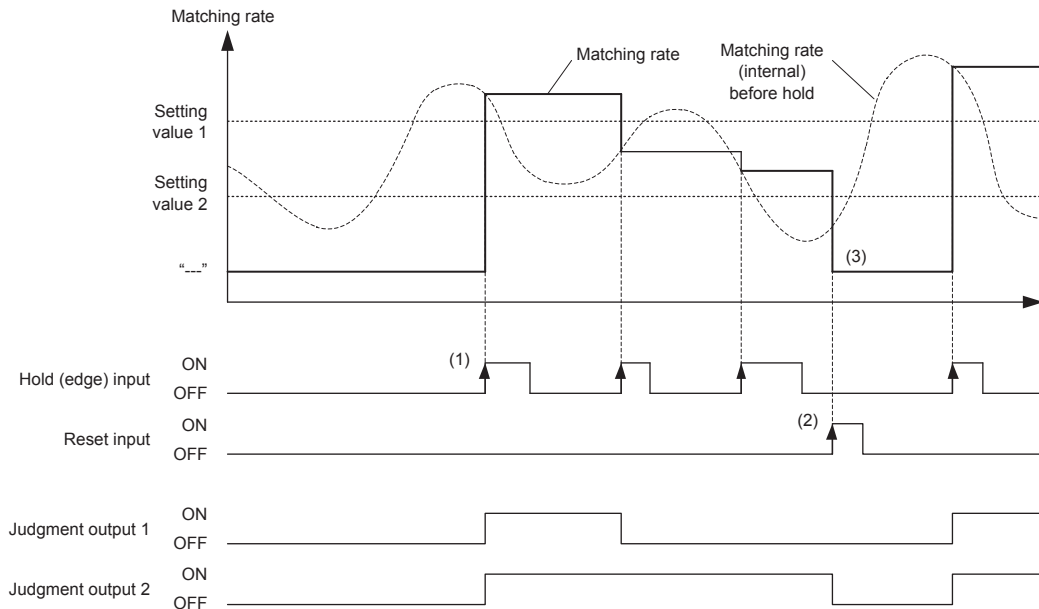 Matching rate
Matching rate
Matching rate
(internal)
before hold
Setting
value 1
Setting
value 2
"---"
(3)
Hold (edge) input
ON
OFF
(1)
Reset input
ON
OFF
(2)
Judgment output 1
ON
OFF
Judgment output 2
ON
OFF